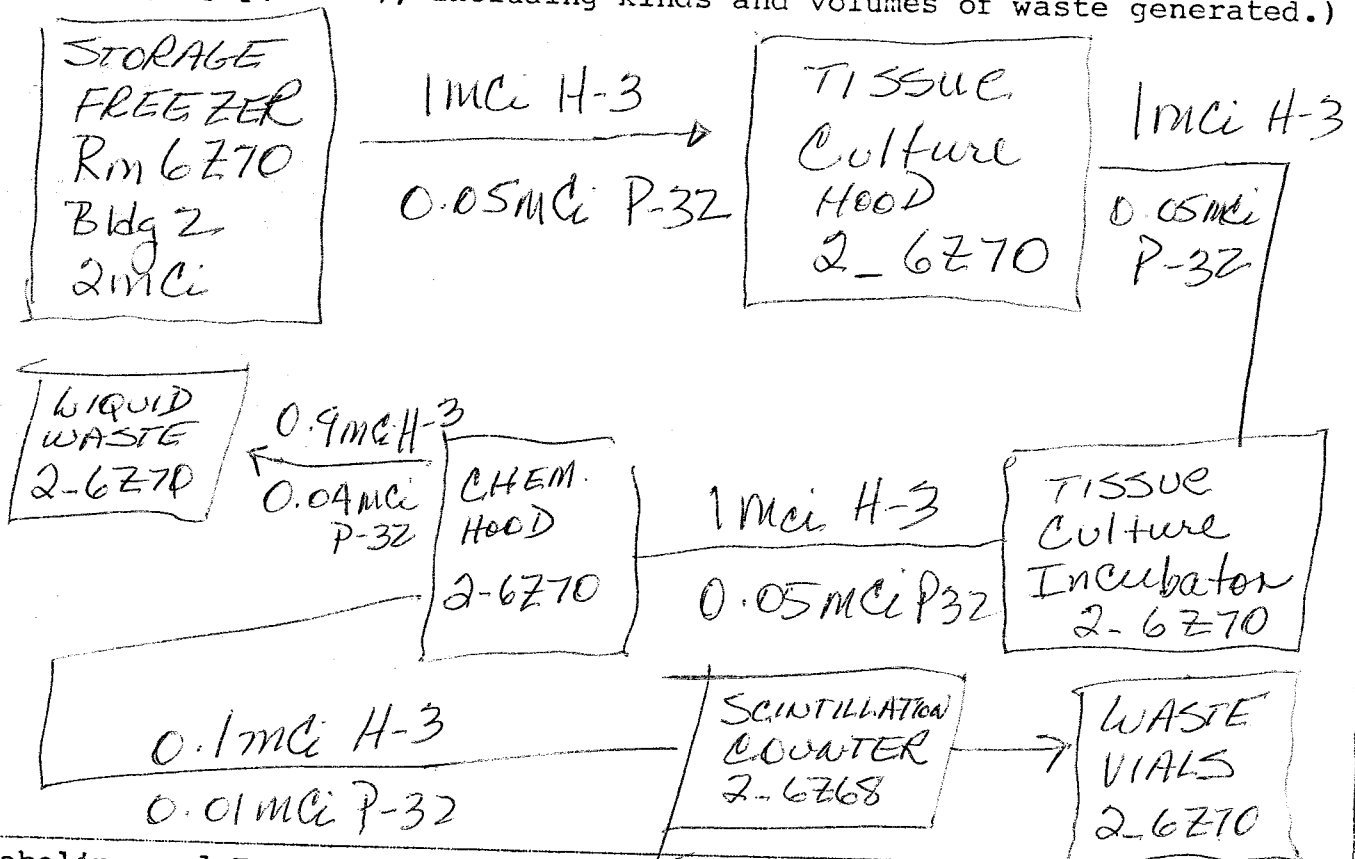 including kinds and volumes of waste generated.)
STORAGE
FREEZER
Rm 6Z70
Bldg 2
2mCi
1mCi H-3
0.05mCi P-32
TISSUE
Culture
HOOD
2_6Z70
1mCi H-3
0.05mCi
P-32
TISSUE
Culture
Incubator
2-6Z70
1mCi H-3
0.05mCi P32
CHEM.
HOOD
2-6Z70
0.9mC H-3
0.04mCi
P-32
LIQUID
WASTE
2-6Z70
0.1mCi H-3
0.01mCi P-32
SCINTILLATION
COUNTER
2-6Z68
WASTE
VIALS
2_6Z70